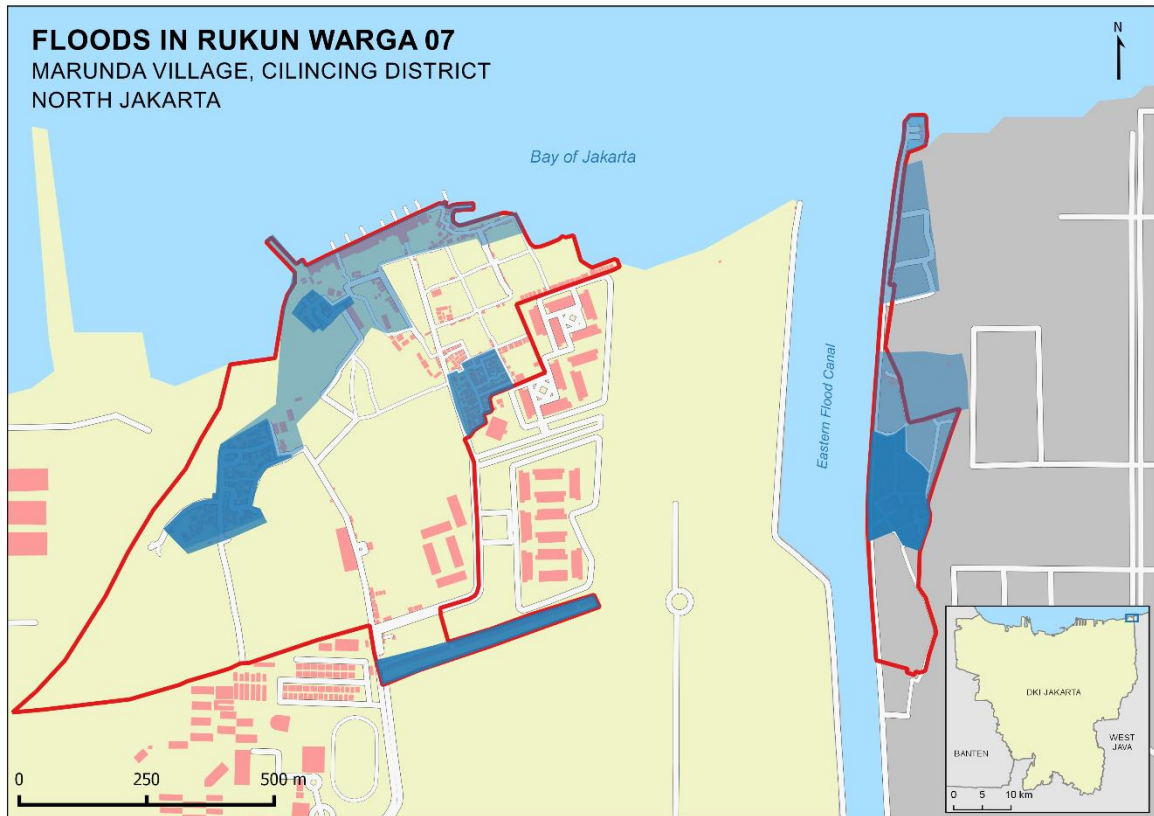 FLOODS IN RUKUN WARGA 07
MARUNDA VILLAGE, CILINCING DISTRICT
NORTH JAKARTA
N
Bay of Jakarta
Eastern Flood Canal
0 250 500 m
DKI JAKARTA
BANTEN
WEST
JAVA
0 5 10 km